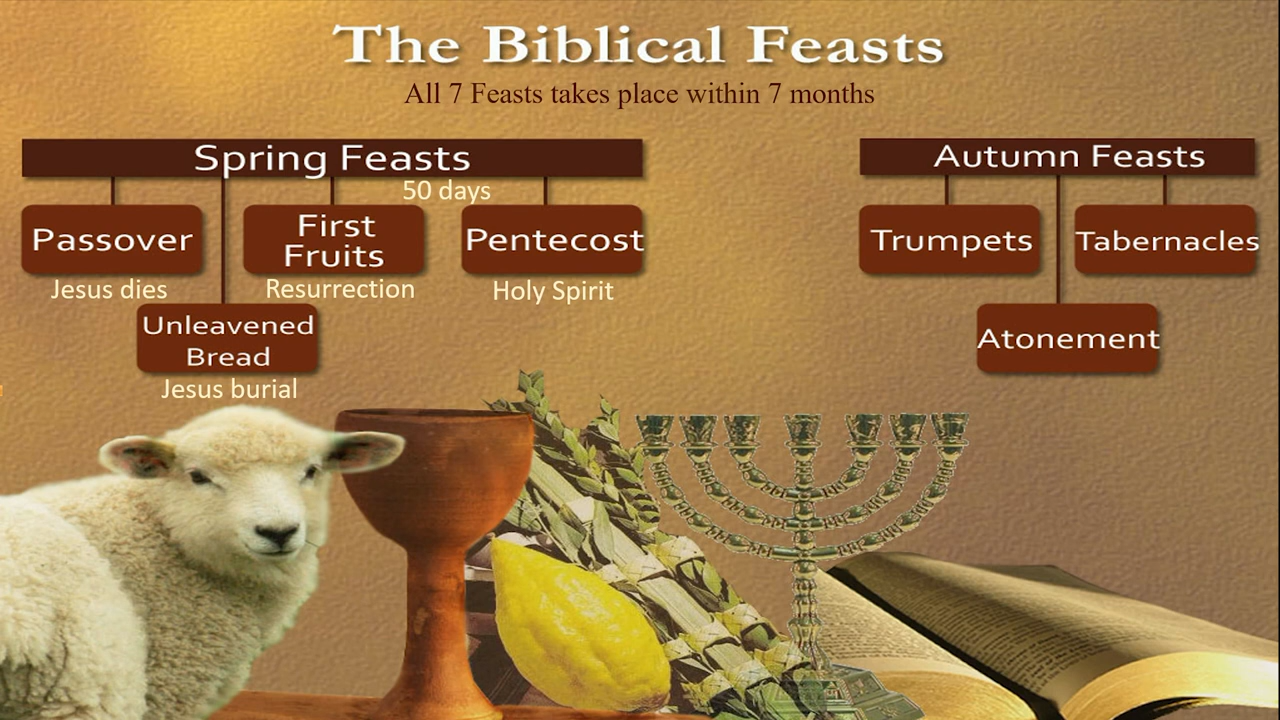 The Biblical Feasts
All 7 Feasts takes place within 7 months
Spring Feasts
50 days
Passover
Jesus dies
Unleavened
Bread
Jesus burial
First
Fruits
Resurrection
Pentecost
Holy Spirit
Autumn Feasts
Trumpets
Atonement
Tabernacles